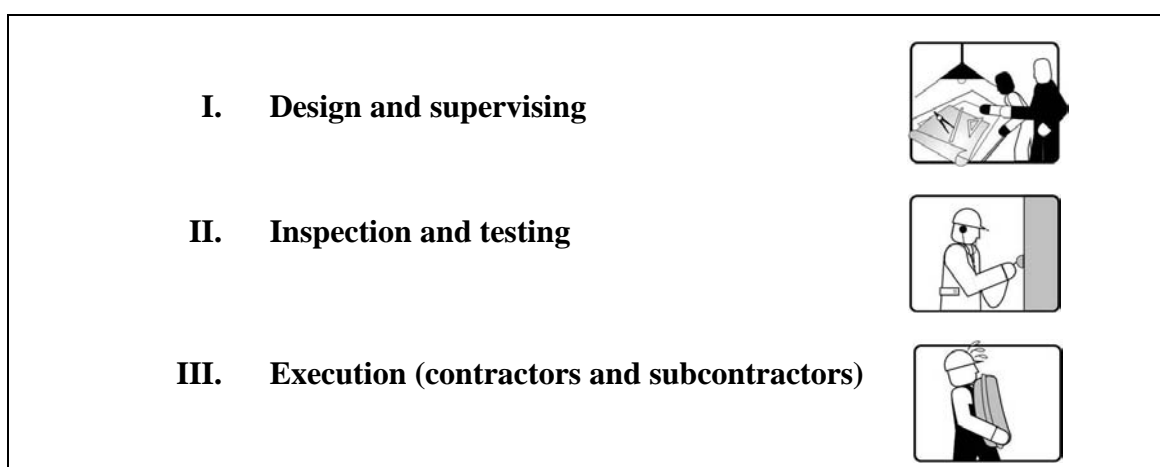 I. Design and supervising
II. Inspection and testing
III. Execution (contractors and subcontractors)